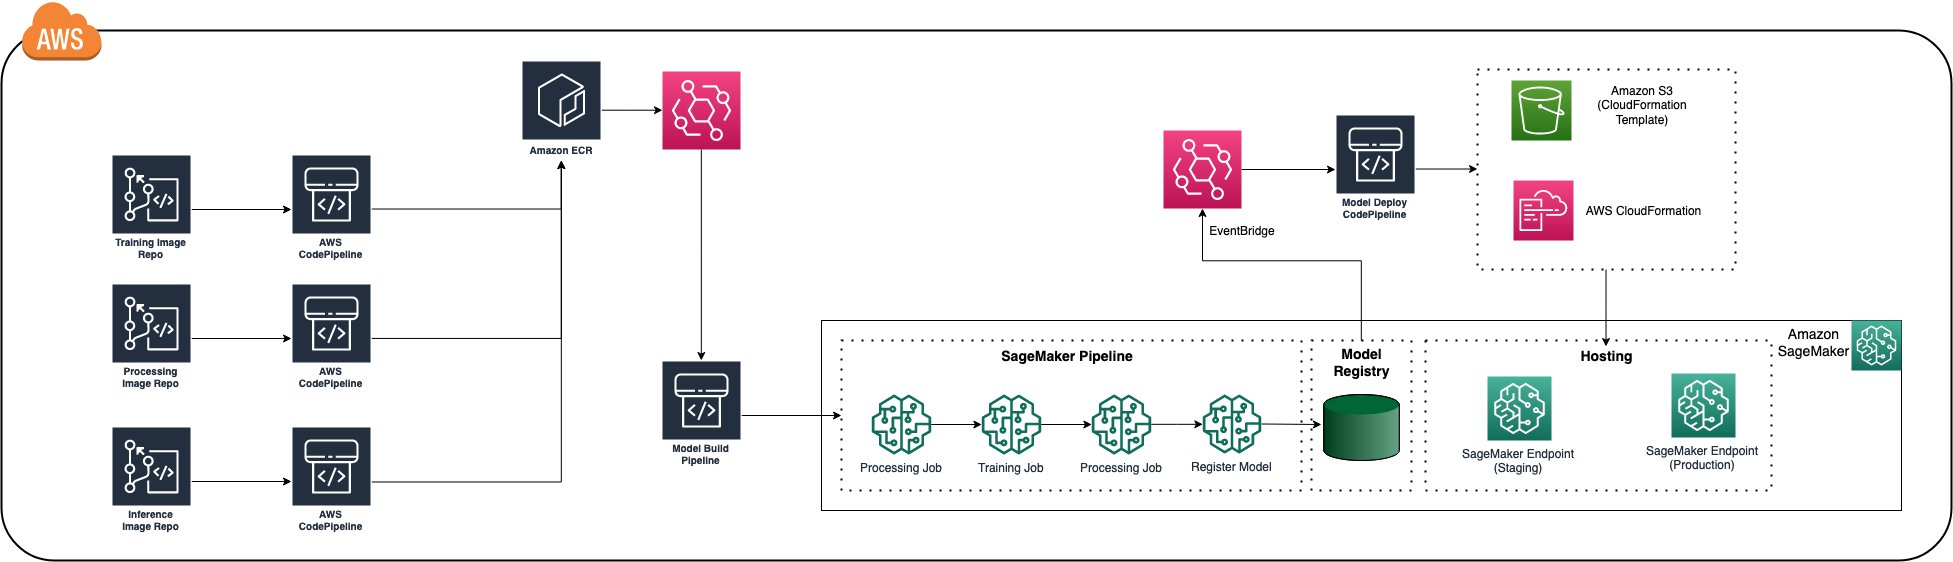 AWS
Amazon ECR
Training Image
Repo
AWS
CodePipeline
Processing
Image Repo
AWS
CodePipeline
Inference
Image Repo
AWS
CodePipeline
Model Build
Pipeline
EventBridge
Model Deploy
CodePipeline
Amazon S3
(CloudFormation
Template)
AWS CloudFormation
Amazon
SageMaker
SageMaker Pipeline
Processing Job
Training Job
Processing Job
Register Model
Model
Registry
Hosting
SageMaker Endpoint
(Staging)
SageMaker Endpoint
(Production)